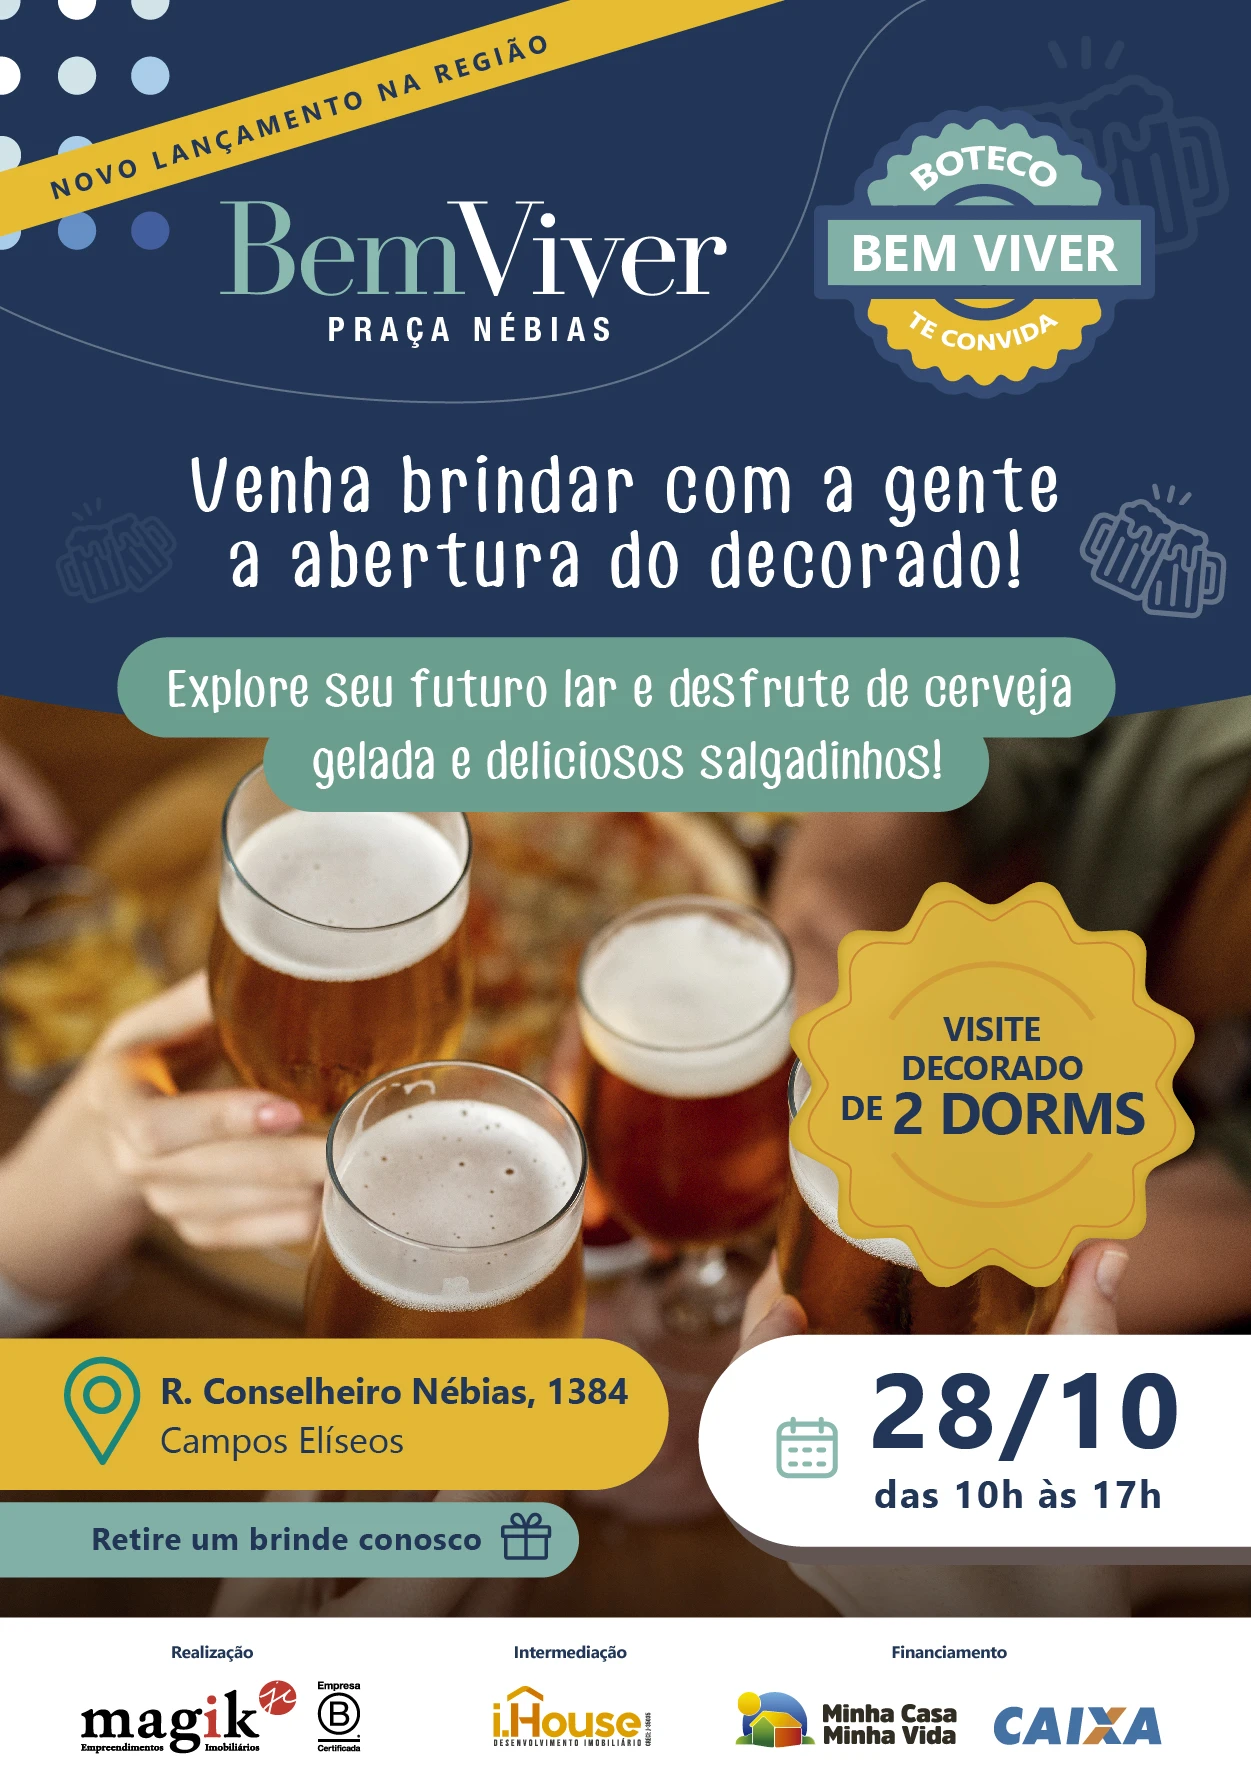 NOVO LANÇAMENTO NA REGIÃO
BemViver
PRAÇA NÉBIAS
BOTECO
BEM VIVER
TE CONVIDA
Venha brindar com a gente
a abertura do decorado!
Explore seu futuro lar e desfrute de cerveja
gelada e deliciosos salgadinhos!
VISITE
DECORADO
DE 2 DORMS
R. Conselheiro Nébias, 1384
Campos Elíseos
28/10
das 10h às 17h
Retire um brinde conosco
Realização
magik jc
Empreendimentos Imobiliários
Empresa
B
Certificada
Intermediação
i.House
DESENVOLVIMENTO IMOBILIÁRIO
Financiamento
Minha Casa
Minha Vida
CAIXA